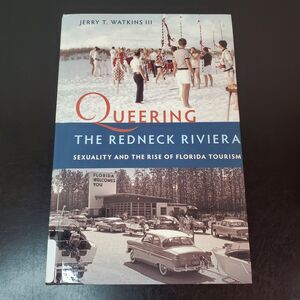 JERRY T. WATKINS III
QUEERING
THE REDNECK RIVIERA
SEXUALITY AND THE RISE OF FLORIDA TOURISM
FLORIDA
WELCOMES
YOU